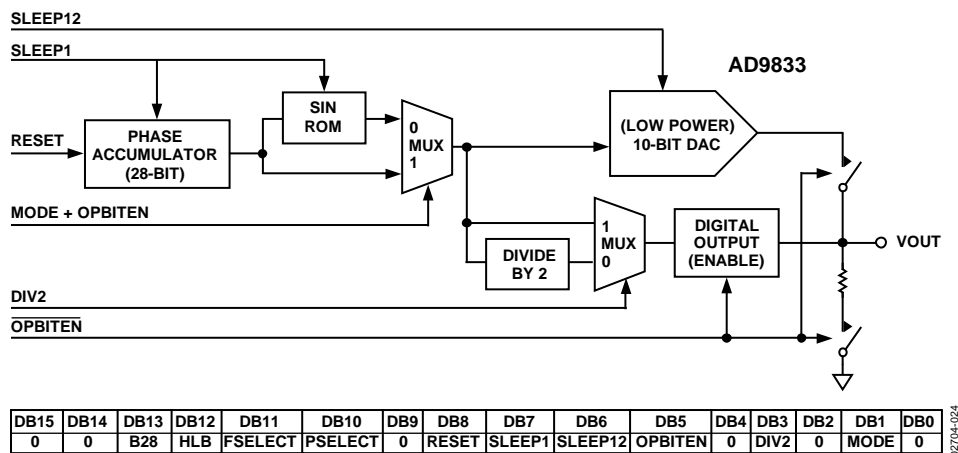 SLEEP12
SLEEP1
AD9833
SIN
ROM
(LOW POWER)
10-BIT DAC
0
MUX
1
RESET
PHASE
ACCUMULATOR
(28-BIT)
MODE + OPBITEN
1
MUX
0
DIGITAL
OUTPUT
(ENABLE)
VOUT
DIVIDE
BY 2
DIV2
OPBITEN
DB15 DB14 DB13 DB12 DB11 DB10 DB9 DB8 DB7 DB6 DB5 DB4 DB3 DB2 DB1 DB0
0 0 B28 HLB FSELECT PSELECT 0 RESET SLEEP1 SLEEP12 OPBITEN 0 DIV2 0 MODE 0
02704-024